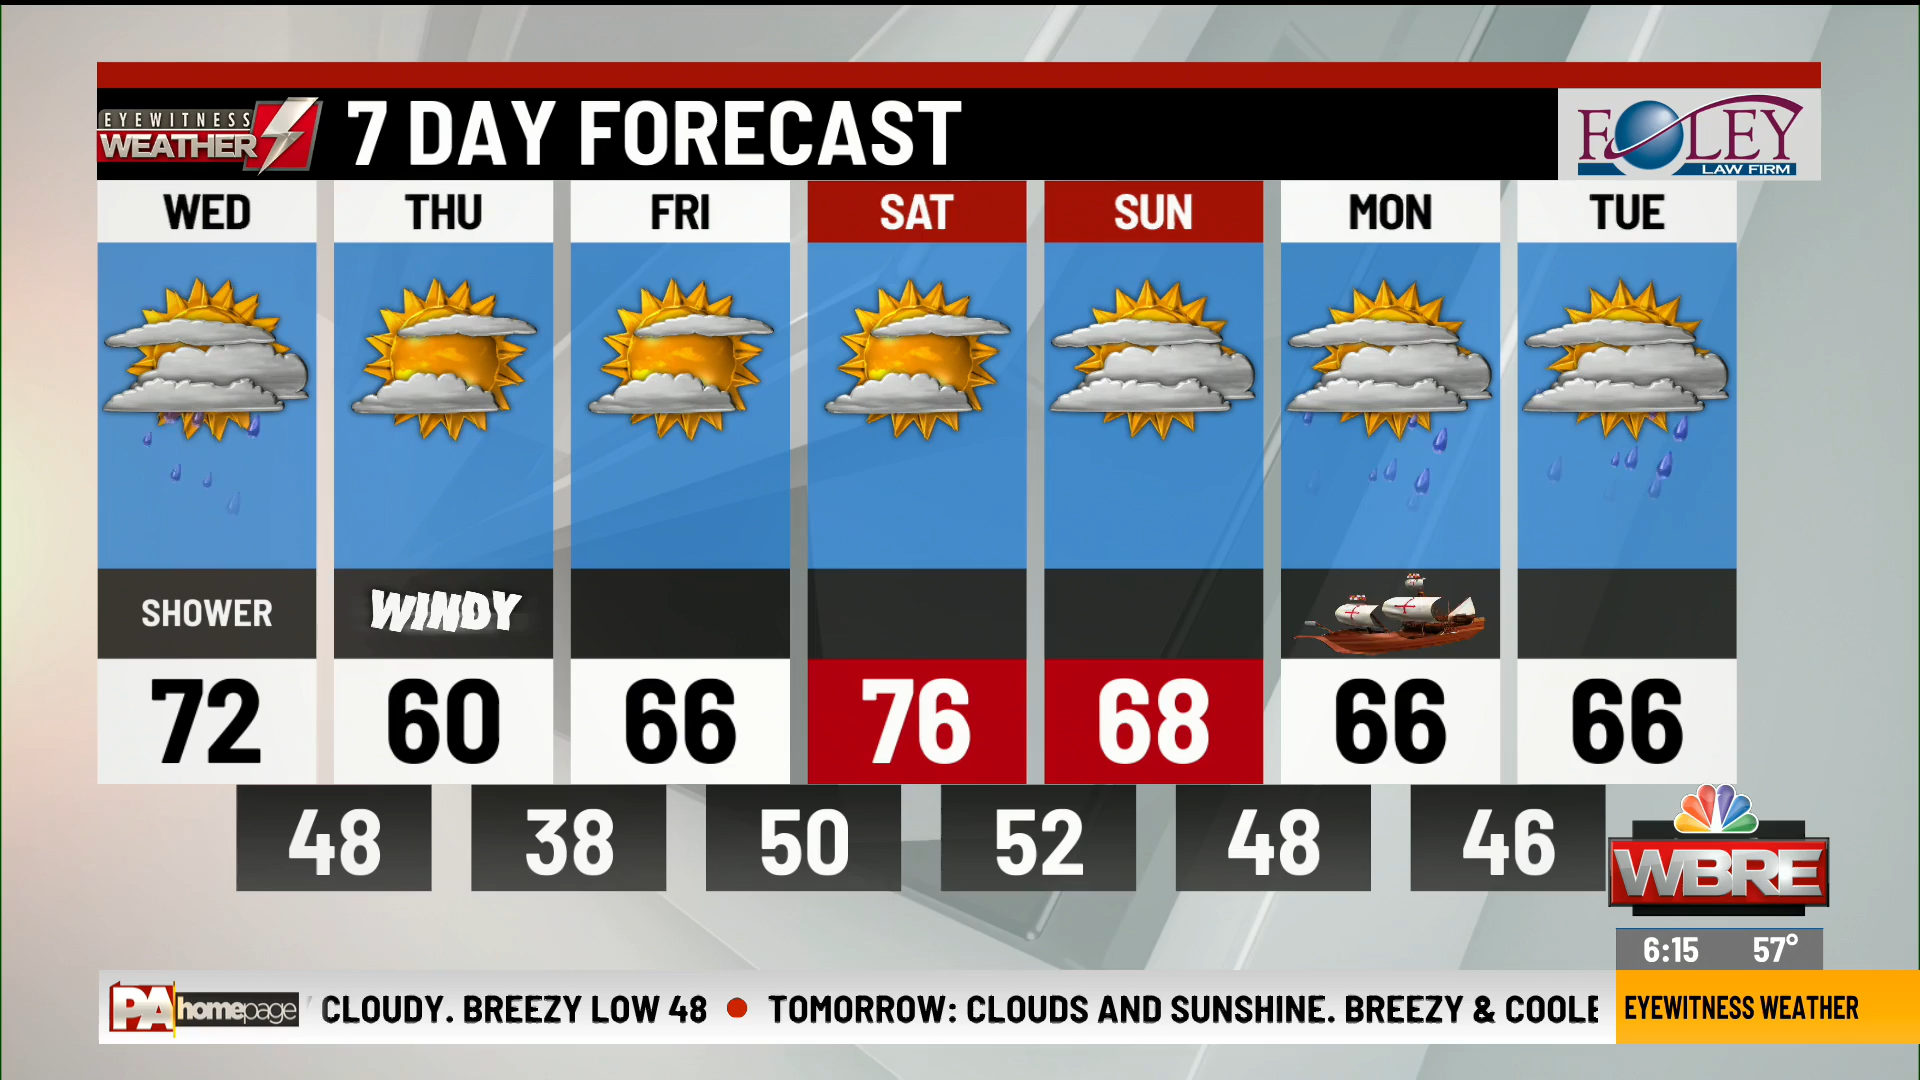 EYEWITNESS
WEATHER
7 DAY FORECAST
FOLEY
LAW FIRM
WED THU FRI SAT SUN MON TUE
SHOWER WINDY
72 60 66 76 68 66 66
48 38 50 52 48 46
WBRE
6:15 57°
PA homepage CLOUDY. BREEZY LOW 48 • TOMORROW: CLOUDS AND SUNSHINE. BREEZY & COOLE EYEWITNESS WEATHER